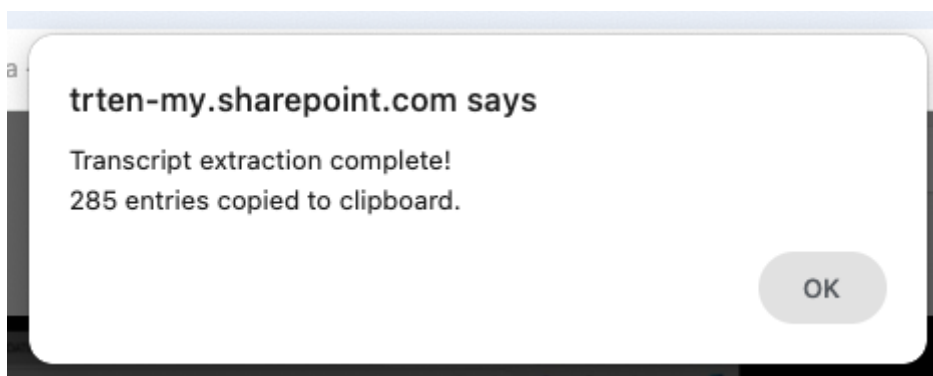 a
trten-my.sharepoint.com says
Transcript extraction complete!
285 entries copied to clipboard.
OK